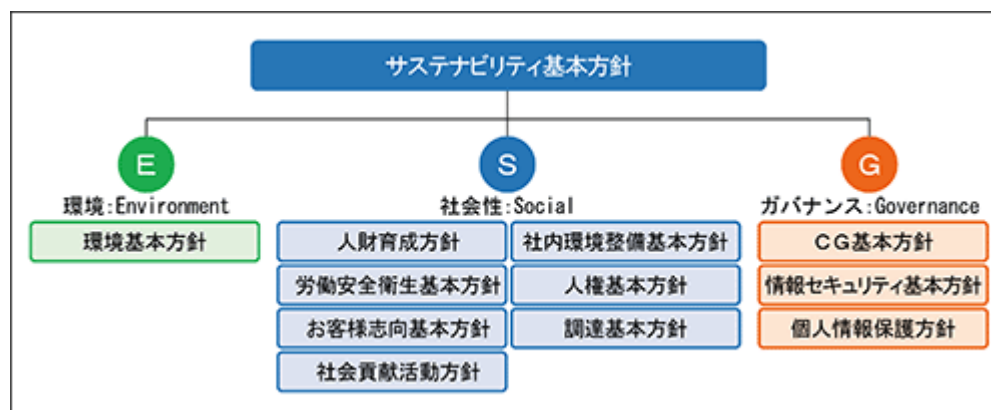 サステナビリティ基本方針
E
環境:Environment
環境基本方針
S
社会性:Social
人財育成方針
社内環境整備基本方針
労働安全衛生基本方針
人権基本方針
お客様志向基本方針
調達基本方針
社会貢献活動方針
G
ガバナンス:Governance
CG基本方針
情報セキュリティ基本方針
個人情報保護方針